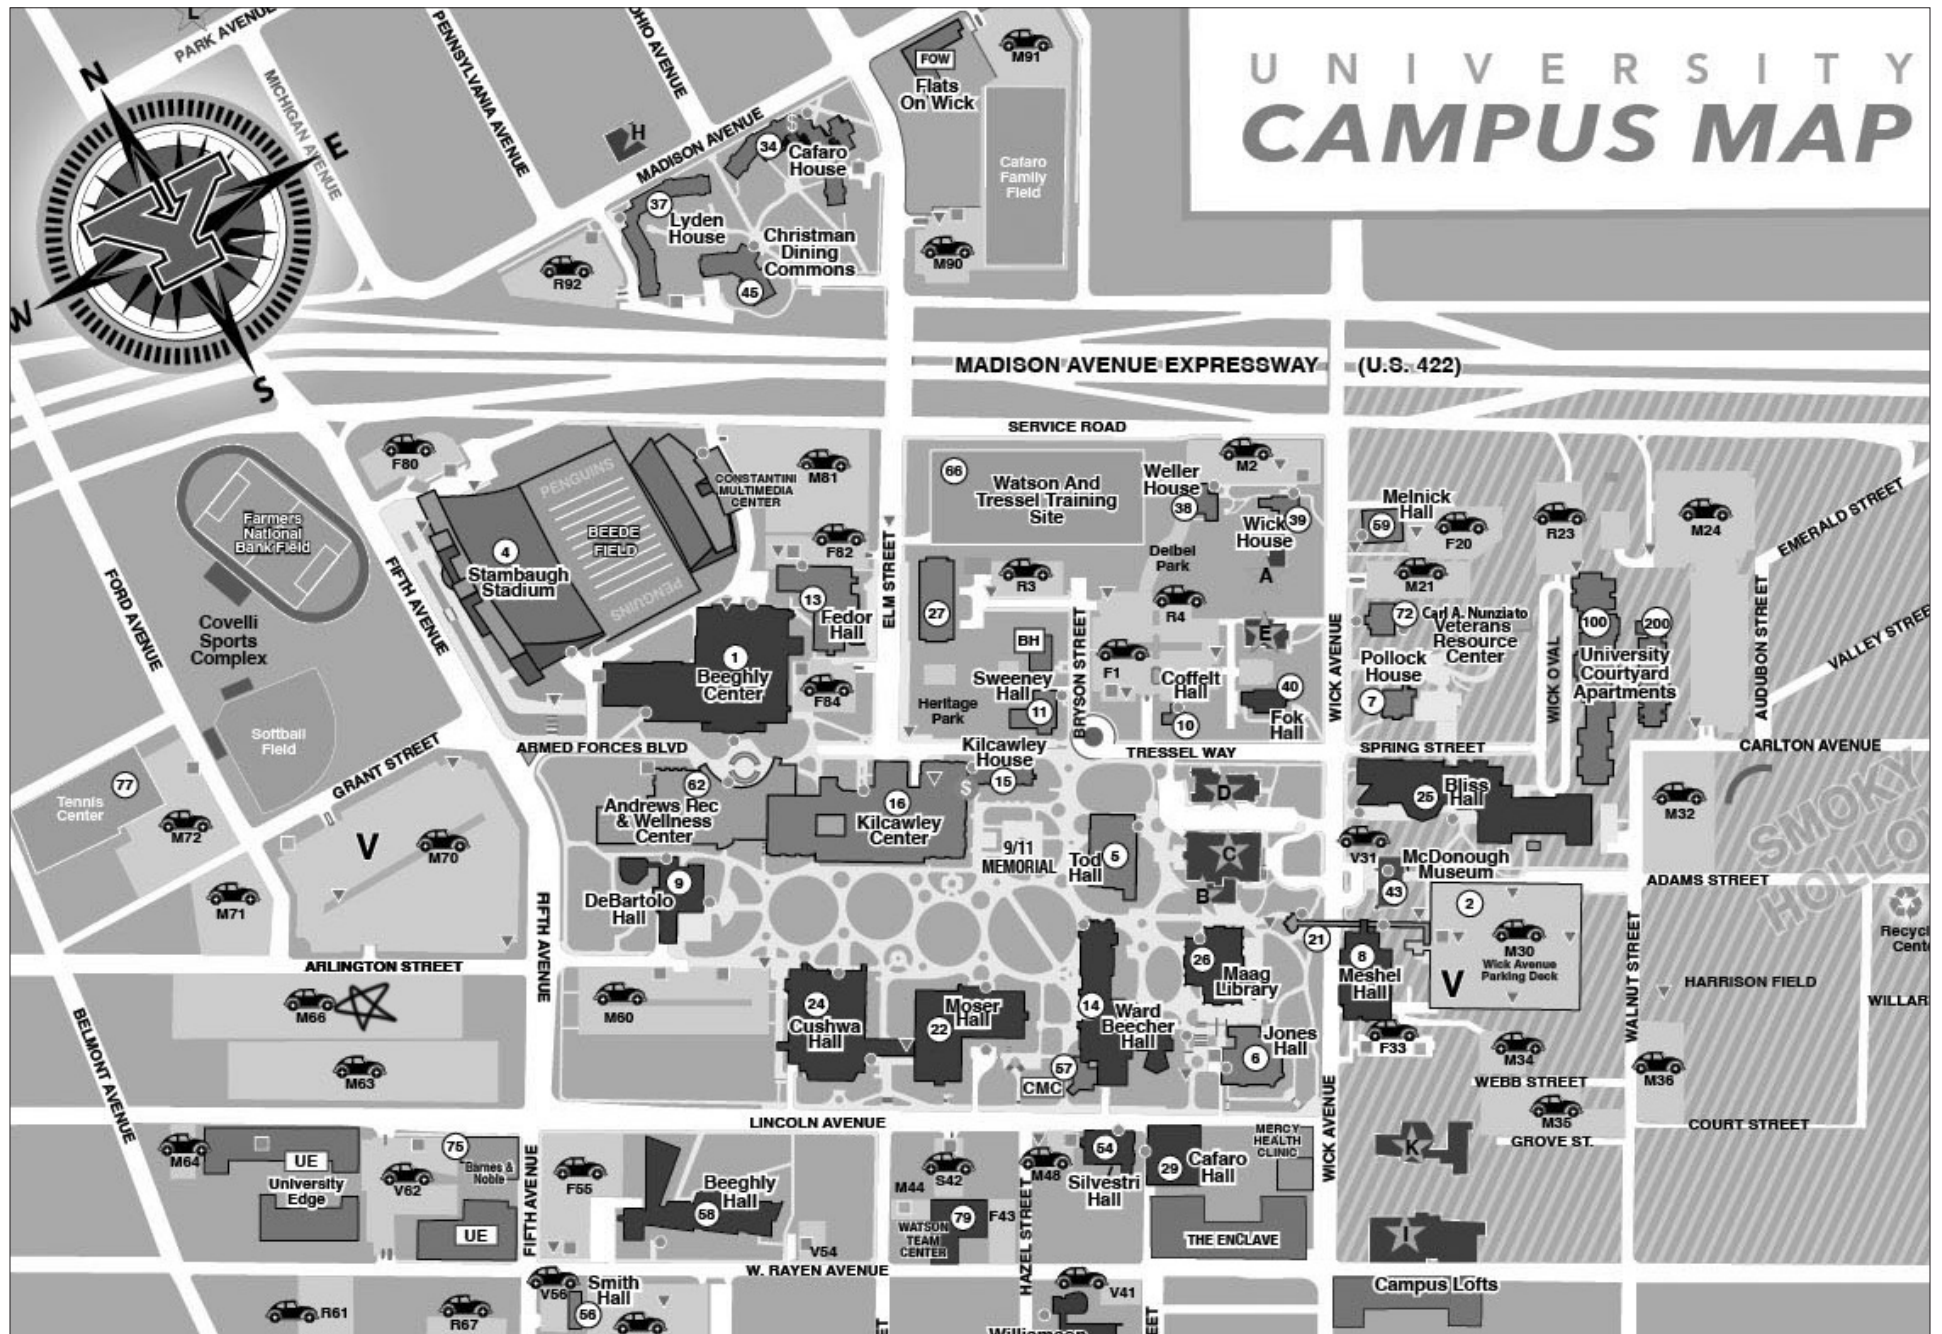 UNIVERSITY
CAMPUS MAP
N
E
S
W
L
PARK AVENUE
MICHIGAN AVENUE
PENNSYLVANIA AVENUE
OHIO AVENUE
H
MADISON AVENUE
FOW
Flats
On Wick
M91
Cafaro
Family
Field
M90
34
$
Cafaro
House
37
Lyden
House
Christman
Dining
Commons
45
R92
MADISON AVENUE EXPRESSWAY (U.S. 422)
SERVICE ROAD
F80
PENGUINS
BEEDE
FIELD
PENGUINS
4
Stambaugh
Stadium
CONSTANTINI
MULTIMEDIA
CENTER
M81
F82
13
Fedor
Hall
F84
1
Beeghly
Center
ELM STREET
Farmers
National
Bank Field
Covelli
Sports
Complex
Softball
Field
FORD AVENUE
FIFTH AVENUE
66
Watson And
Tressel Training
Site
Weller
House
38
M2
Wick
House
39
Deibel
Park
A
27
R3
R4
E
BH
F1
Sweeney
Hall
11
Heritage
Park
BRYSON STREET
Coffelt
Hall
10
40
Fok
Hall
WICK AVENUE
Melnick
Hall
59
F20
M21
72
Carl A. Nunziato
Veterans
Resource
Center
Pollock
House
7
R23
M24
100
200
University
Courtyard
Apartments
WICK OVAL
AUDUBON STREET
EMERALD STREET
VALLEY STREE
ARMED FORCES BLVD
TRESSEL WAY
SPRING STREET
CARLTON AVENUE
GRANT STREET
77
Tennis
Center
M72
M71
V
M70
62
Andrews Rec
& Wellness
Center
16
Kilcawley
Center
$
Kilcawley
House
15
9/11
MEMORIAL
Tod
Hall
5
D
C
B
25
Bliss
Hall
V31
McDonough
Museum
43
M32
SMOKY
HOLLO
ADAMS STREET
9
DeBartolo
Hall
FIFTH AVENUE
2
M30
Wick Avenue
Parking Deck
V
21
8
Meshel
Hall
26
Maag
Library
WALNUT STREET
HARRISON FIELD
Recycl
Cent
WILLAR
ARLINGTON STREET
M66
M63
M60
24
Cushwa
Hall
22
Moser
Hall
14
Ward
Beecher
Hall
57
CMC
6
Jones
Hall
F33
M34
WEBB STREET
M35
GROVE ST.
M36
COURT STREET
BELMONT AVENUE
LINCOLN AVENUE
WICK AVENUE
M64
UE
University
Edge
75
Barnes &
Noble
V62
UE
FIFTH AVENUE
F55
Beeghly
Hall
58
V54
M44
S42
79
WATSON
TEAM
CENTER
F43
HAZEL STREET
M48
54
Silvestri
Hall
29
Cafaro
Hall
MERCY
HEALTH
CLINIC
THE ENCLAVE
K
I
W. RAYEN AVENUE
R61
R67
V56
Smith
Hall
56
V41
Williamson
Campus Lofts